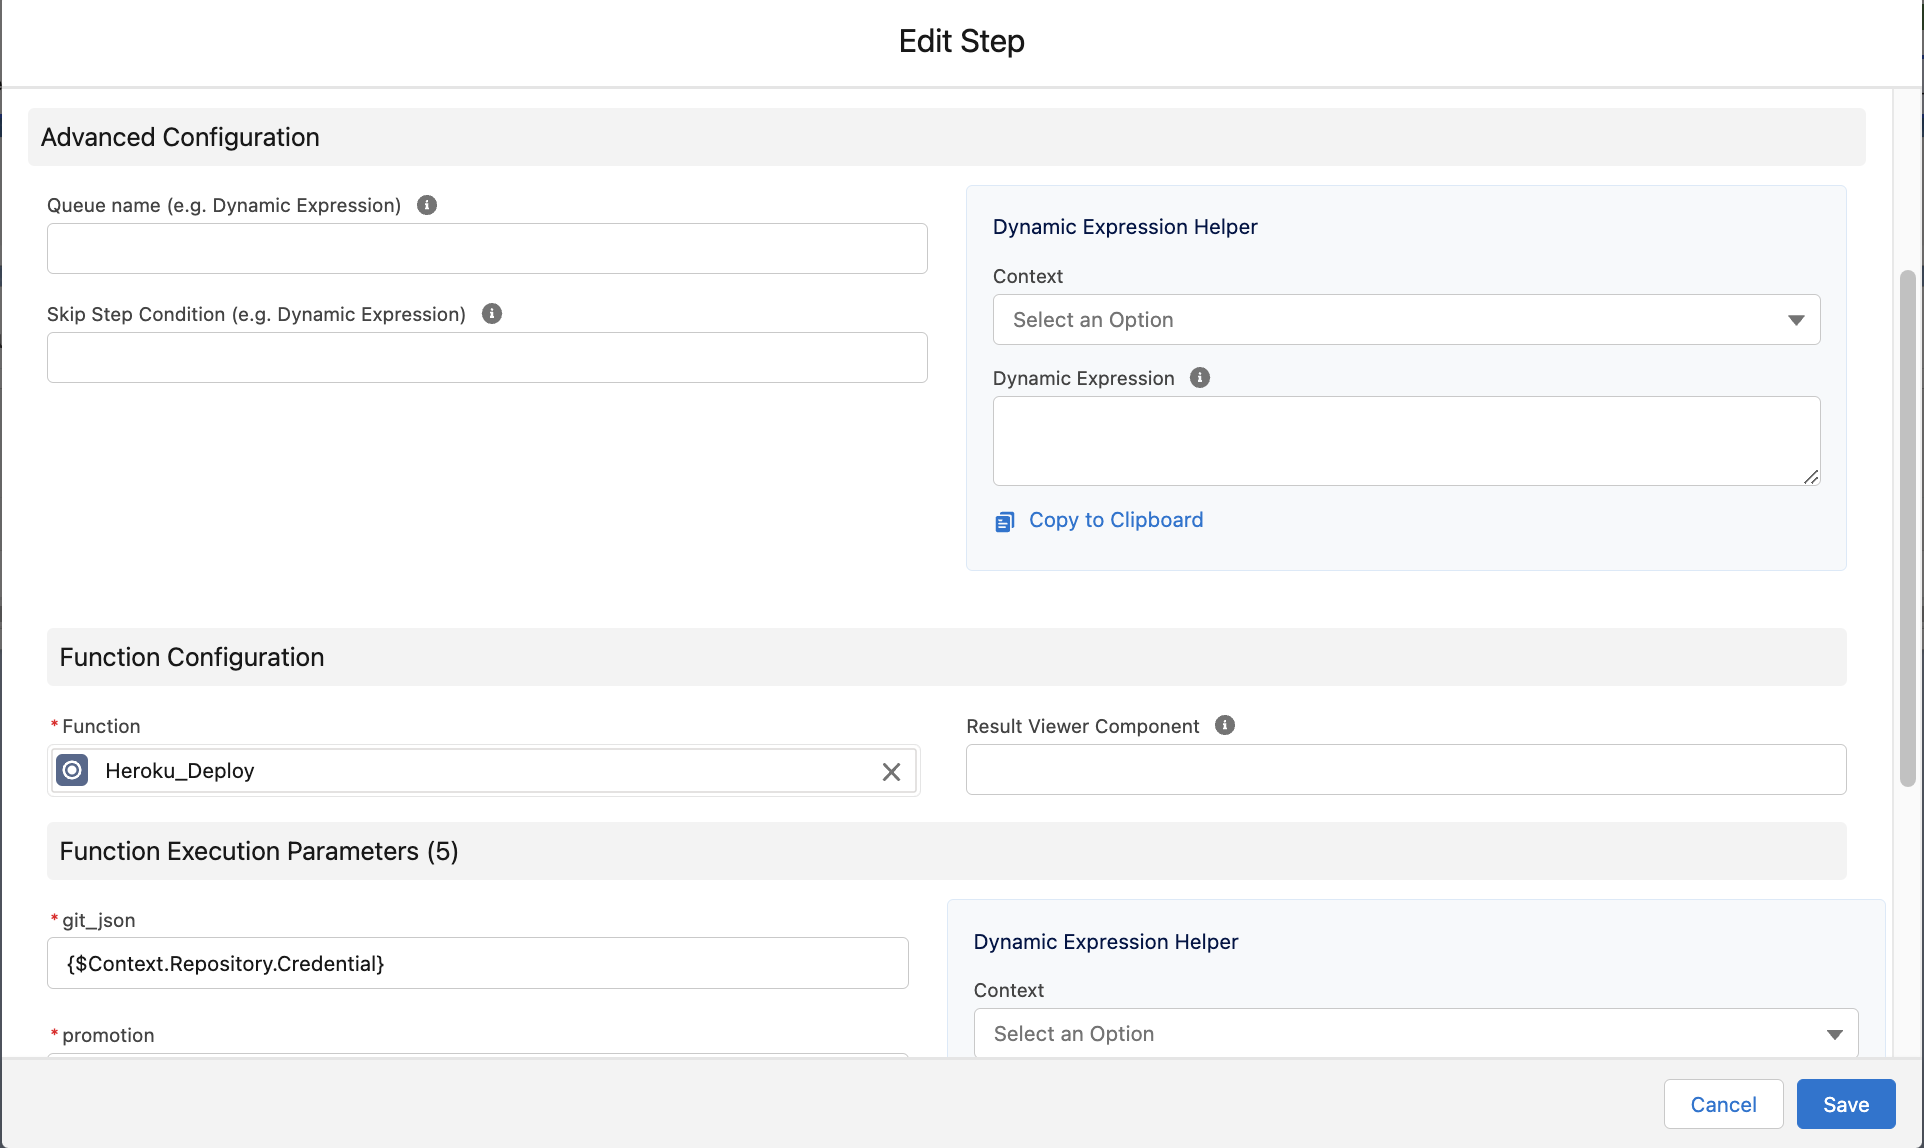 Edit Step
Advanced Configuration
Queue name (e.g. Dynamic Expression)
Skip Step Condition (e.g. Dynamic Expression)
Dynamic Expression Helper
Context
Select an Option
Dynamic Expression
Copy to Clipboard
Function Configuration
* Function
Heroku_Deploy
Result Viewer Component
Function Execution Parameters (5)
* git_json
{$Context.Repository.Credential}
* promotion
Dynamic Expression Helper
Context
Select an Option
Cancel
Save